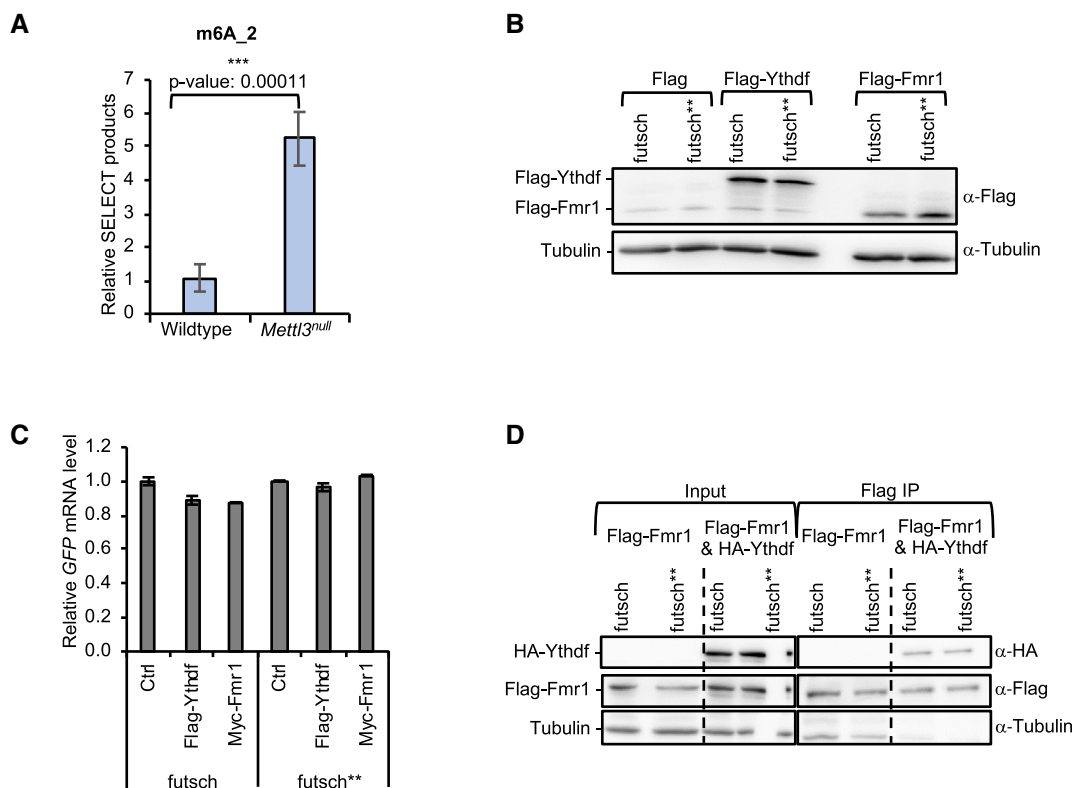 A
m6A_2
***
p-value: 0.00011
Relative SELECT products
7
6
5
4
3
2
1
0
Wildtype
Mettl3null
B
Flag
Flag-Ythdf
Flag-Fmr1
futsch
futsch**
futsch
futsch**
futsch
futsch**
Flag-Ythdf
Flag-Fmr1
α-Flag
Tubulin
α-Tubulin
C
Relative GFP mRNA level
1.2
1.0
0.8
0.6
0.4
0.2
0.0
Ctrl
Flag-Ythdf
Myc-Fmr1
Ctrl
Flag-Ythdf
Myc-Fmr1
futsch
futsch**
D
Input
Flag IP
Flag-Fmr1
Flag-Fmr1
& HA-Ythdf
Flag-Fmr1
Flag-Fmr1
& HA-Ythdf
futsch
futsch**
futsch
futsch**
futsch
futsch**
futsch
futsch**
HA-Ythdf
α-HA
Flag-Fmr1
α-Flag
Tubulin
α-Tubulin